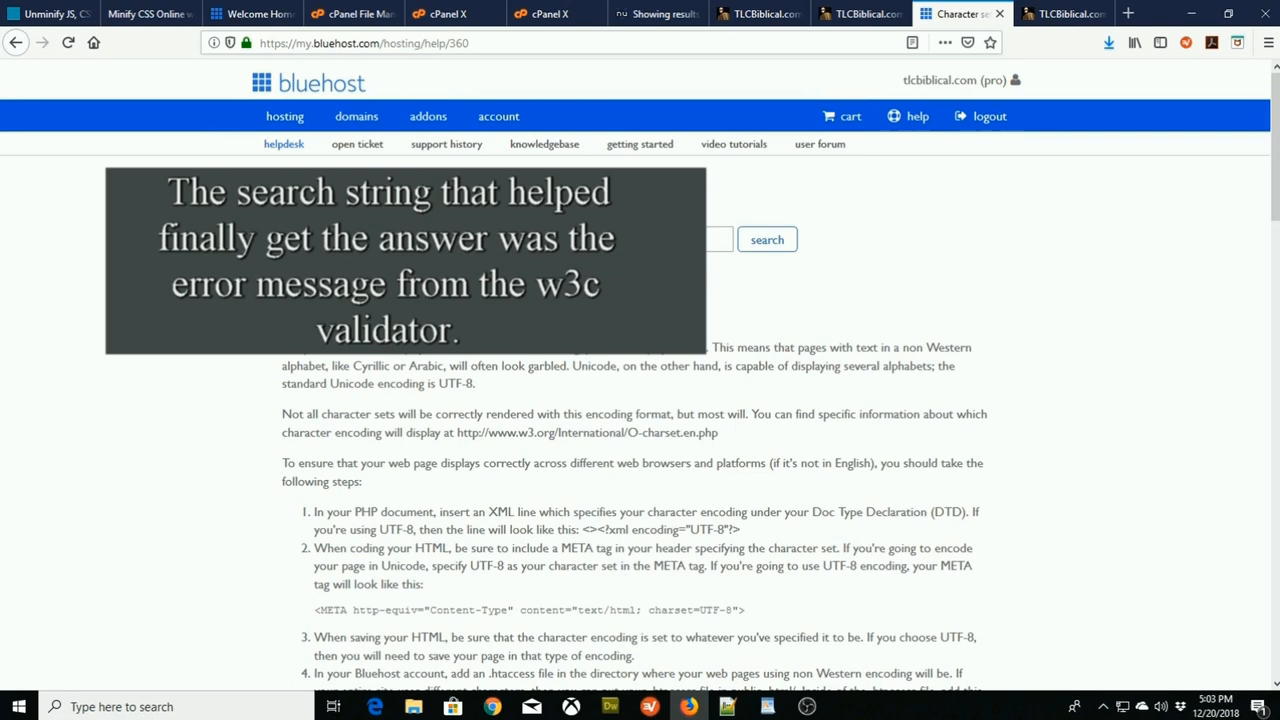 Unminify JS, CS
Minify CSS Online
Welcome Hom
cPanel File Man
cPanel X
cPanel X
Showing results
TLCBiblical.com
TLCBiblical.com
Character se
TLCBiblical.com
https://my.bluehost.com/hosting/help/360
bluehost
tlcbiblical.com (pro)
hosting domains addons account cart help logout
helpdesk open ticket support history knowledgebase getting started video tutorials user forum
The search string that helped
finally get the answer was the
error message from the w3c
validator.
search
. This means that pages with text in a non Western
alphabet, like Cyrillic or Arabic, will often look garbled. Unicode, on the other hand, is capable of displaying several alphabets; the
standard Unicode encoding is UTF-8.
Not all character sets will be correctly rendered with this encoding format, but most will. You can find specific information about which
character encoding will display at http://www.w3.org/International/O-charset.en.php
To ensure that your web page displays correctly across different web browsers and platforms (if it's not in English), you should take the
following steps:
1. In your PHP document, insert an XML line which specifies your character encoding under your Doc Type Declaration (DTD). If
you're using UTF-8, then the line will look like this: <><?xml encoding="UTF-8"?>
2. When coding your HTML, be sure to include a META tag in your header specifying the character set. If you're going to encode
your page in Unicode, specify UTF-8 as your character set in the META tag. If you're going to use UTF-8 encoding, your META
tag will look like this:
<META http-equiv="Content-Type" content="text/html; charset=UTF-8">
3. When saving your HTML, be sure that the character encoding is set to whatever you've specified it to be. If you choose UTF-8,
then you will need to save your page in that type of encoding.
4. In your Bluehost account, add an .htaccess file in the directory where your web pages using non Western encoding will be. If
Type here to search
5:03 PM
12/20/2018